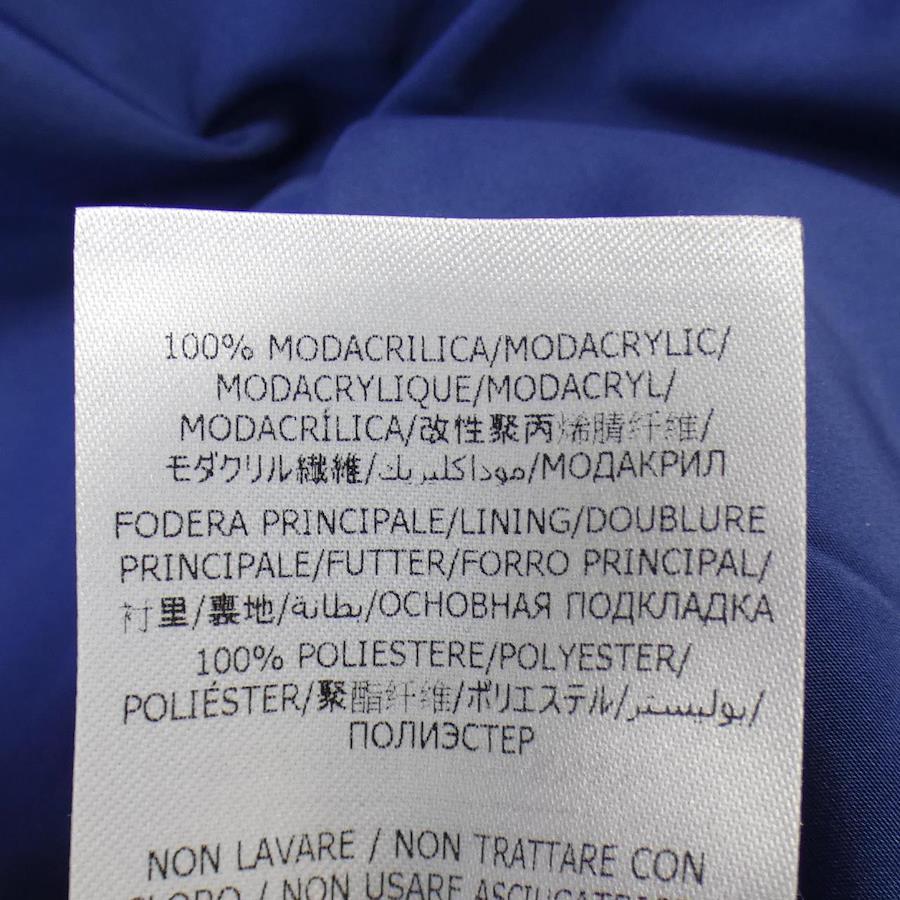 100% MODACRILICA/MODACRYLIC/
MODACRYLIQUE/MODACRYL/
MODACRÍLICA/改性聚丙烯腈纤维/
モダクリル繊維/موداكليريك/МОДАКРИЛ
FODERA PRINCIPALE/LINING/DOUBLURE
PRINCIPALE/FUTTER/FORRO PRINCIPAL/
衬里/裏地/بطانة/ОСНОВНАЯ ПОДКЛАДКА
100% POLIESTERE/POLYESTER/
POLIÉSTER/聚酯纤维/ポリエステル/بوليستر/
ПОЛИЭСТЕР
NON LAVARE / NON TRATTARE CON
CLORO / NON USARE